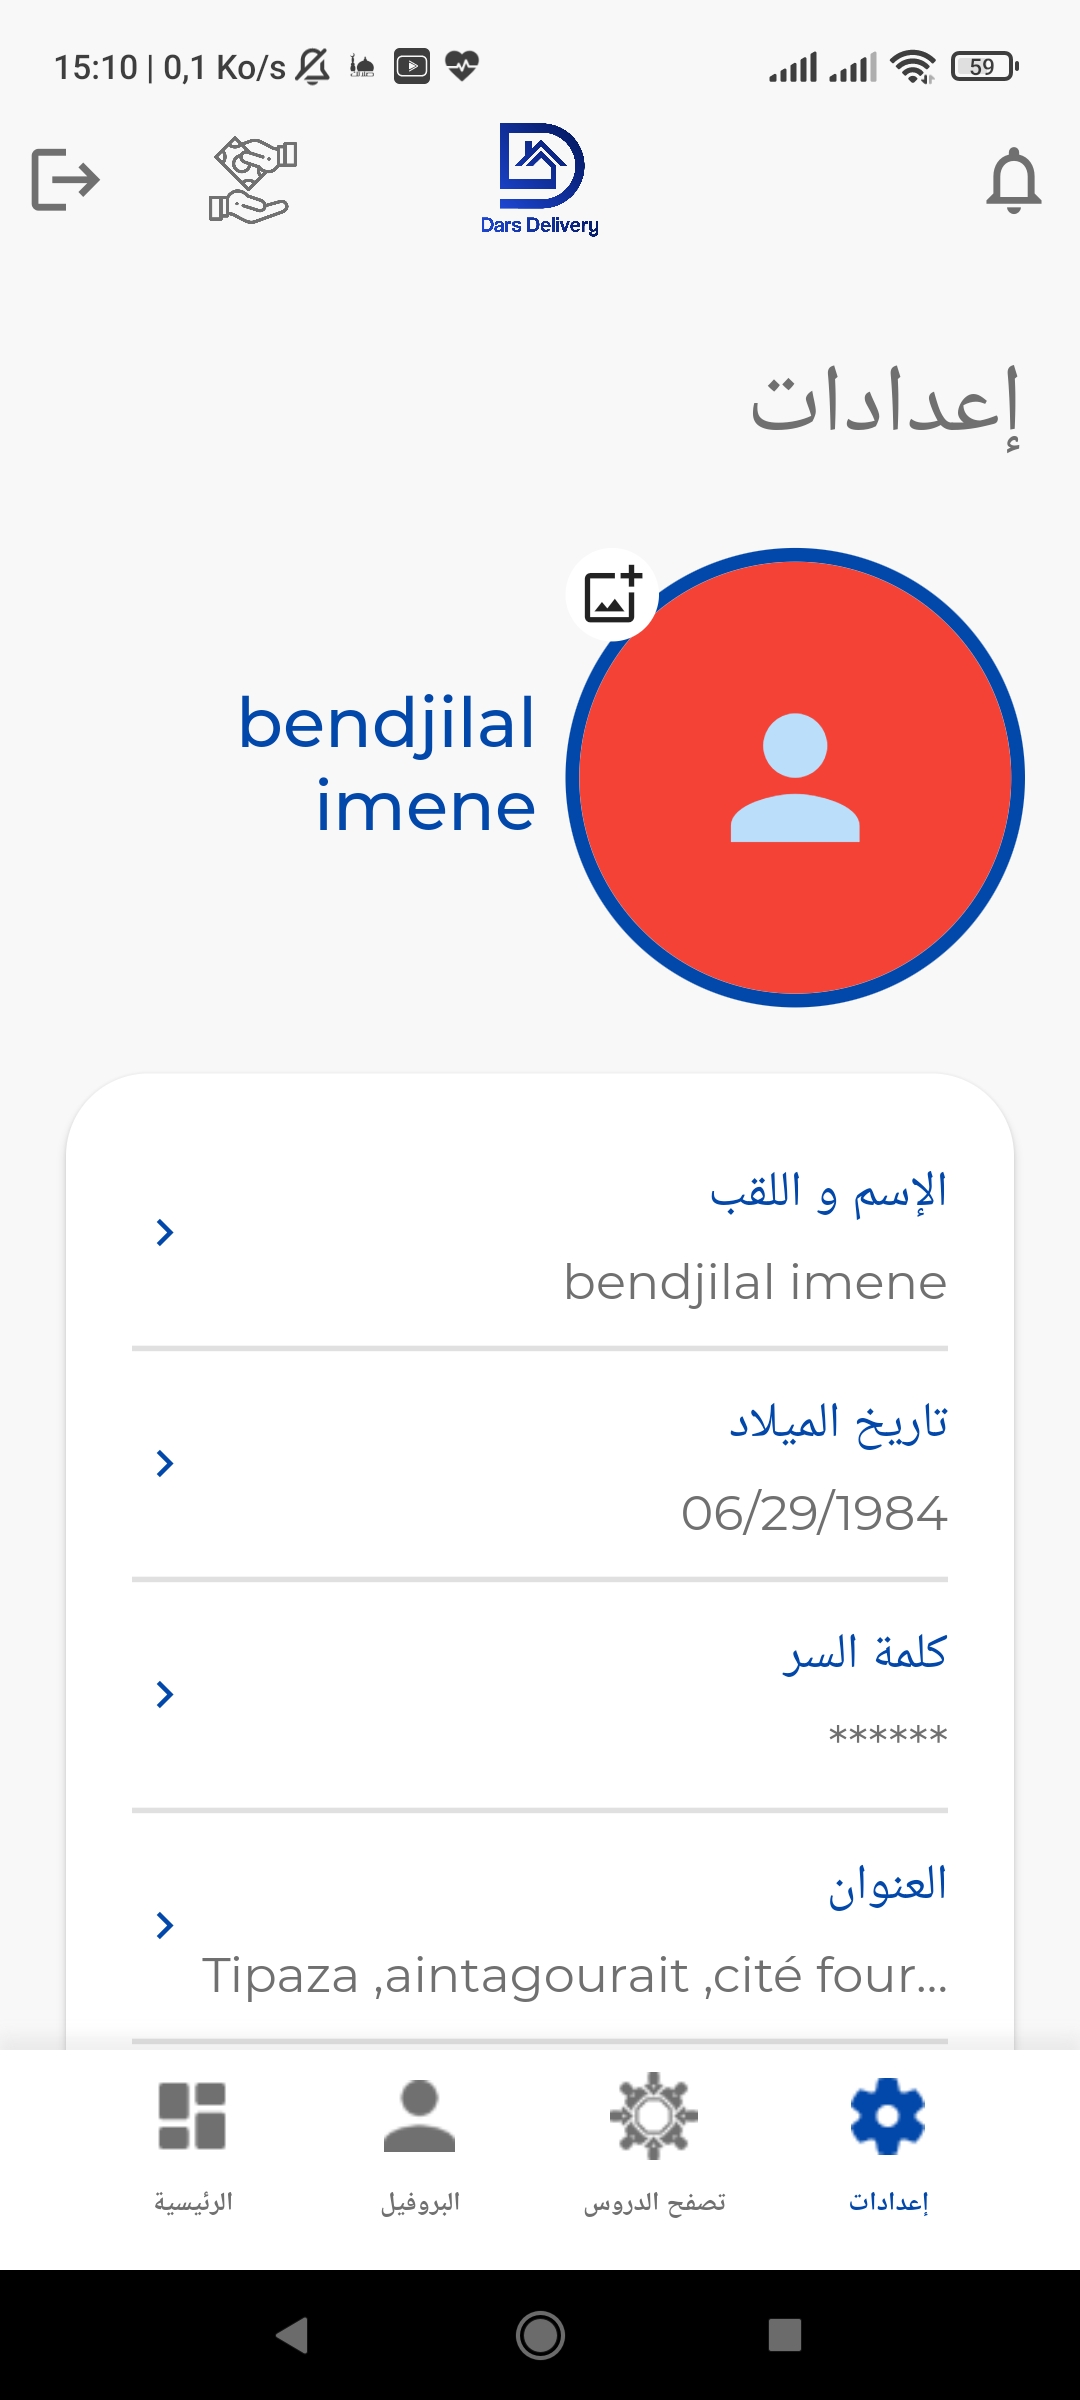 15:10 | 0,1 Ko/s
59
Dars Delivery
إعدادات
bendjilal
imene
الإسم و اللقب
bendjilal imene
تاريخ الميلاد
06/29/1984
كلمة السر
******
العنوان
Tipaza ,aintagourait ,cité four...
إعدادات
تصفح الدروس
البروفيل
الرئيسية